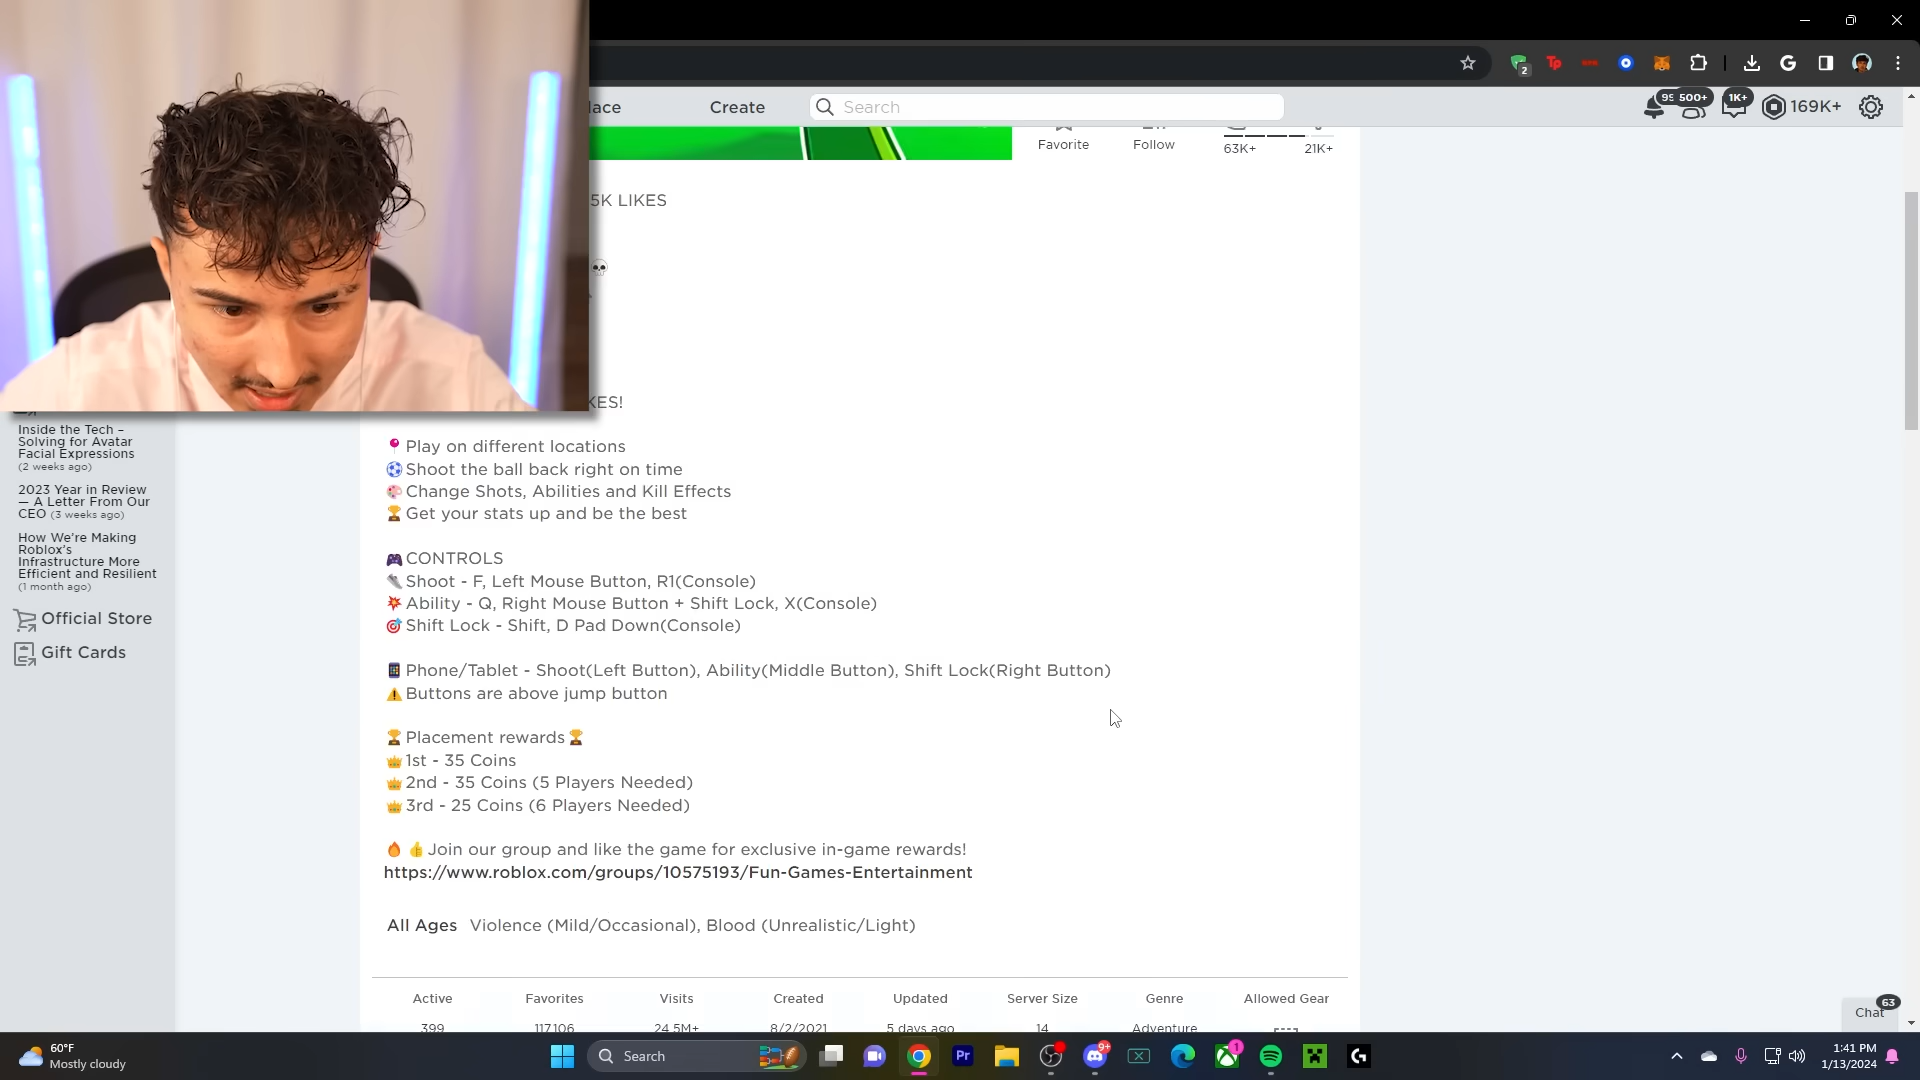 lace
Create
Search
2
99
500+
1K+
169K+
Favorite
Follow
63K+
21K+
5K LIKES
KES!
Inside the Tech –
Solving for Avatar
Facial Expressions
(2 weeks ago)
2023 Year in Review
— A Letter From Our
CEO (3 weeks ago)
How We're Making
Roblox's
Infrastructure More
Efficient and Resilient
(1 month ago)
Official Store
Gift Cards
📍Play on different locations
⚽Shoot the ball back right on time
🎨Change Shots, Abilities and Kill Effects
🏆Get your stats up and be the best
🎮CONTROLS
👟Shoot - F, Left Mouse Button, R1(Console)
💥Ability - Q, Right Mouse Button + Shift Lock, X(Console)
🎯Shift Lock - Shift, D Pad Down(Console)
📱Phone/Tablet - Shoot(Left Button), Ability(Middle Button), Shift Lock(Right Button)
⚠️Buttons are above jump button
🏆Placement rewards🏆
👑1st - 35 Coins
👑2nd - 35 Coins (5 Players Needed)
👑3rd - 25 Coins (6 Players Needed)
🔥👍Join our group and like the game for exclusive in-game rewards!
https://www.roblox.com/groups/10575193/Fun-Games-Entertainment
All Ages Violence (Mild/Occasional), Blood (Unrealistic/Light)
Active Favorites Visits Created Updated Server Size Genre Allowed Gear
399 117,106 24.5M+ 8/2/2021 5 days ago 14 Adventure
Chat
63
60°F
Mostly cloudy
Search
Pr
9+
1
1:41 PM
1/13/2024